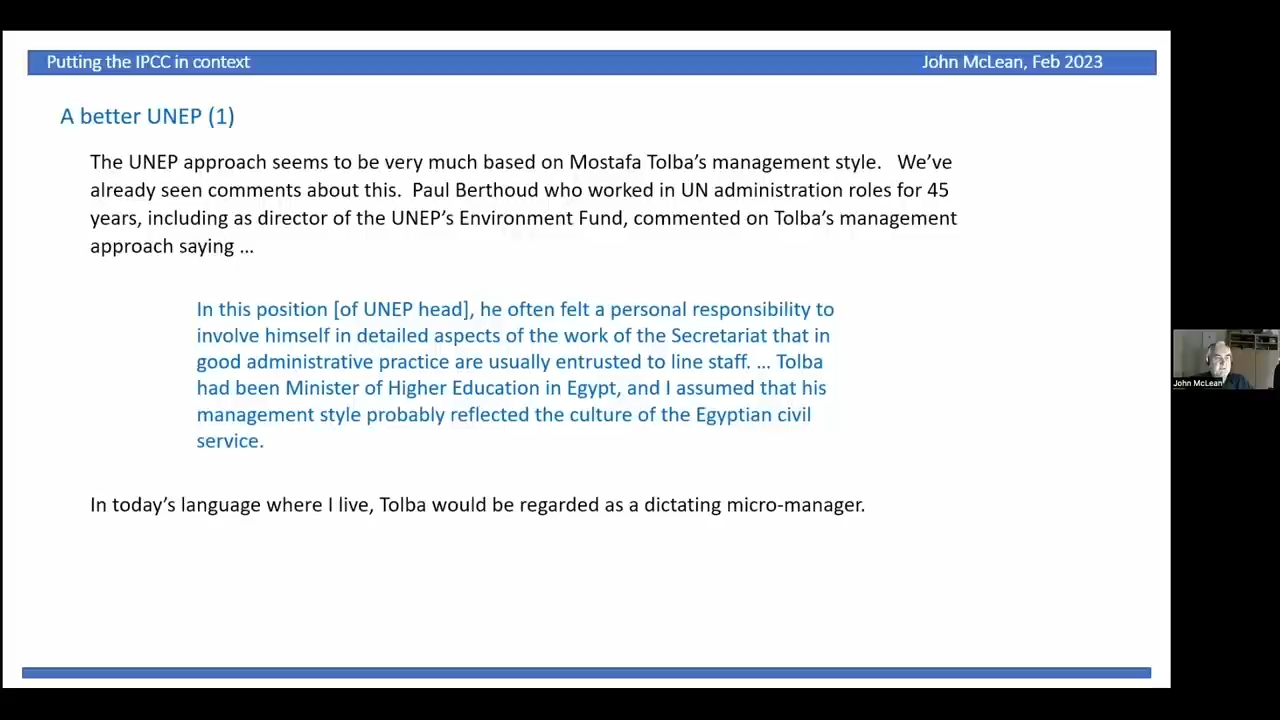 Putting the IPCC in context
John McLean, Feb 2023
A better UNEP (1)
The UNEP approach seems to be very much based on Mostafa Tolba’s management style.   We’ve
already seen comments about this.  Paul Berthoud who worked in UN administration roles for 45
years, including as director of the UNEP’s Environment Fund, commented on Tolba’s management
approach saying …
In this position [of UNEP head], he often felt a personal responsibility to
involve himself in detailed aspects of the work of the Secretariat that in
good administrative practice are usually entrusted to line staff. … Tolba
had been Minister of Higher Education in Egypt, and I assumed that his
management style probably reflected the culture of the Egyptian civil
service.
In today’s language where I live, Tolba would be regarded as a dictating micro-manager.
John McLean